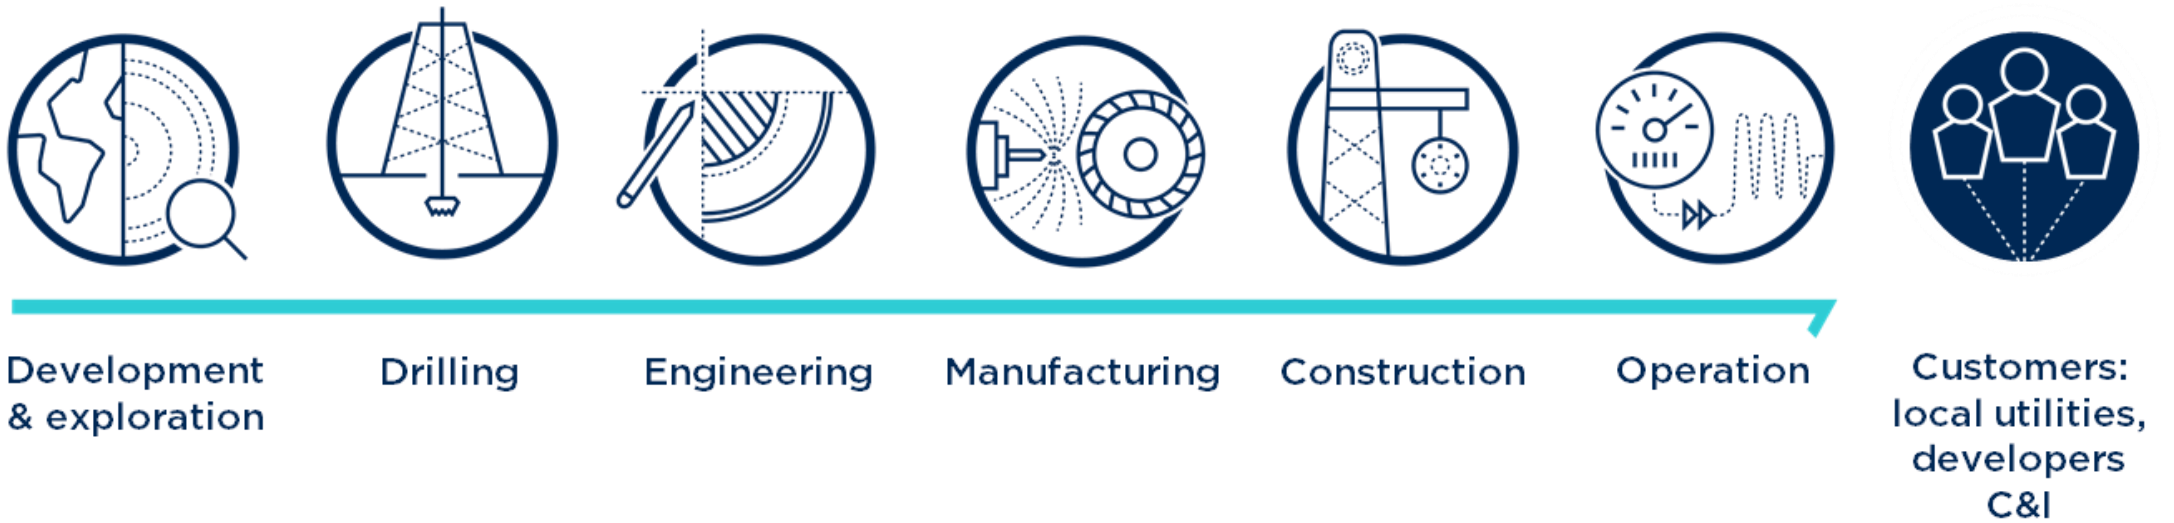 Development
& exploration
Drilling
Engineering
Manufacturing
Construction
Operation
Customers:
local utilities,
developers
C&I